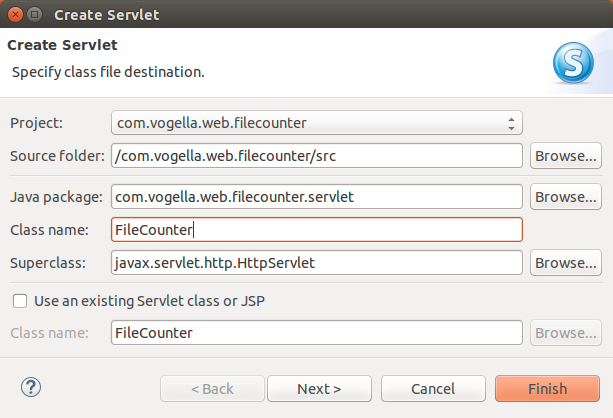 Create Servlet
Create Servlet
Specify class file destination.
S
Project: com.vogella.web.filecounter
Source folder: /com.vogella.web.filecounter/src Browse...
Java package: com.vogella.web.filecounter.servlet Browse...
Class name: FileCounter
Superclass: javax.servlet.http.HttpServlet Browse...
Use an existing Servlet class or JSP
Class name: FileCounter Browse...
? < Back Next > Cancel Finish